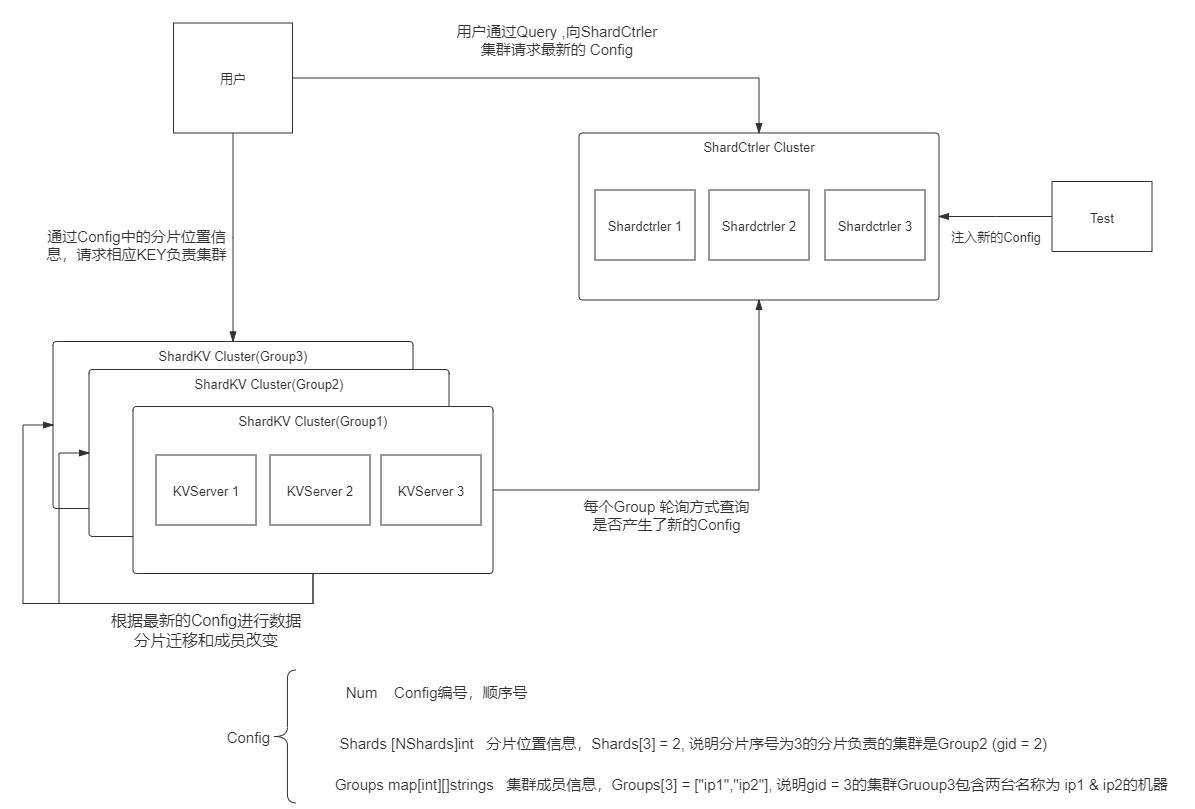 用户通过Query ,向ShardCtrler
集群请求最新的 Config
用户
ShardCtrler Cluster
Shardctrler 1
Shardctrler 2
Shardctrler 3
Test
注入新的Config
通过Config中的分片位置信
息，请求相应KEY负责集群
ShardKV Cluster(Group3)
ShardKV Cluster(Group2)
ShardKV Cluster(Group1)
KVServer 1
KVServer 2
KVServer 3
每个Group 轮询方式查询
是否产生了新的Config
根据最新的Config进行数据
分片迁移和成员改变
Config
Num Config编号，顺序号
Shards [NShards]int 分片位置信息，Shards[3] = 2, 说明分片序号为3的分片负责的集群是Group2 (gid = 2)
Groups map[int][]strings 集群成员信息，Groups[3] = ["ip1","ip2"], 说明gid = 3的集群Gruoup3包含两台名称为 ip1 & ip2的机器